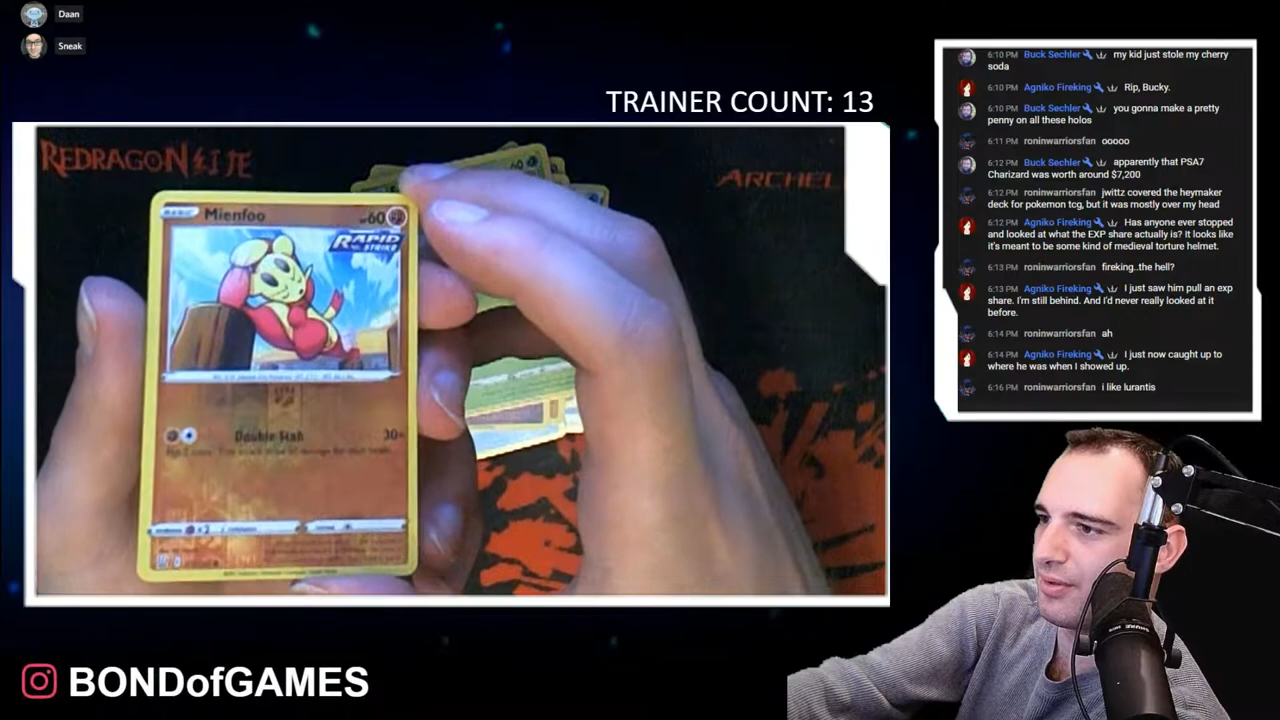 Daan
Sneak
TRAINER COUNT: 13
REDRAGON 红龙
ARCHEL
BASIC Mienfoo 60
RAPID
STRIKE
Double Slap 30×
6:10 PM Buck Sechler my kid just stole my cherry
soda
6:10 PM Agniko Fireking Rip, Bucky.
6:10 PM Buck Sechler you gonna make a pretty
penny on all these holos
6:11 PM roninwarriorsfan ooooo
6:12 PM Buck Sechler apparently that PSA7
Charizard was worth around $7,200
6:12 PM roninwarriorsfan jwittz covered the heymaker
deck for pokemon tcg, but it was mostly over my head
6:12 PM Agniko Fireking Has anyone ever stopped
and looked at what the EXP share actually is? It looks like
it's meant to be some kind of medieval torture helmet.
6:13 PM roninwarriorsfan fireking..the hell?
6:13 PM Agniko Fireking I just saw him pull an exp
share. I'm still behind. And I'd never really looked at it
before.
6:14 PM roninwarriorsfan ah
6:14 PM Agniko Fireking I just now caught up to
where he was when I showed up.
6:16 PM roninwarriorsfan i like lurantis
BONDofGAMES